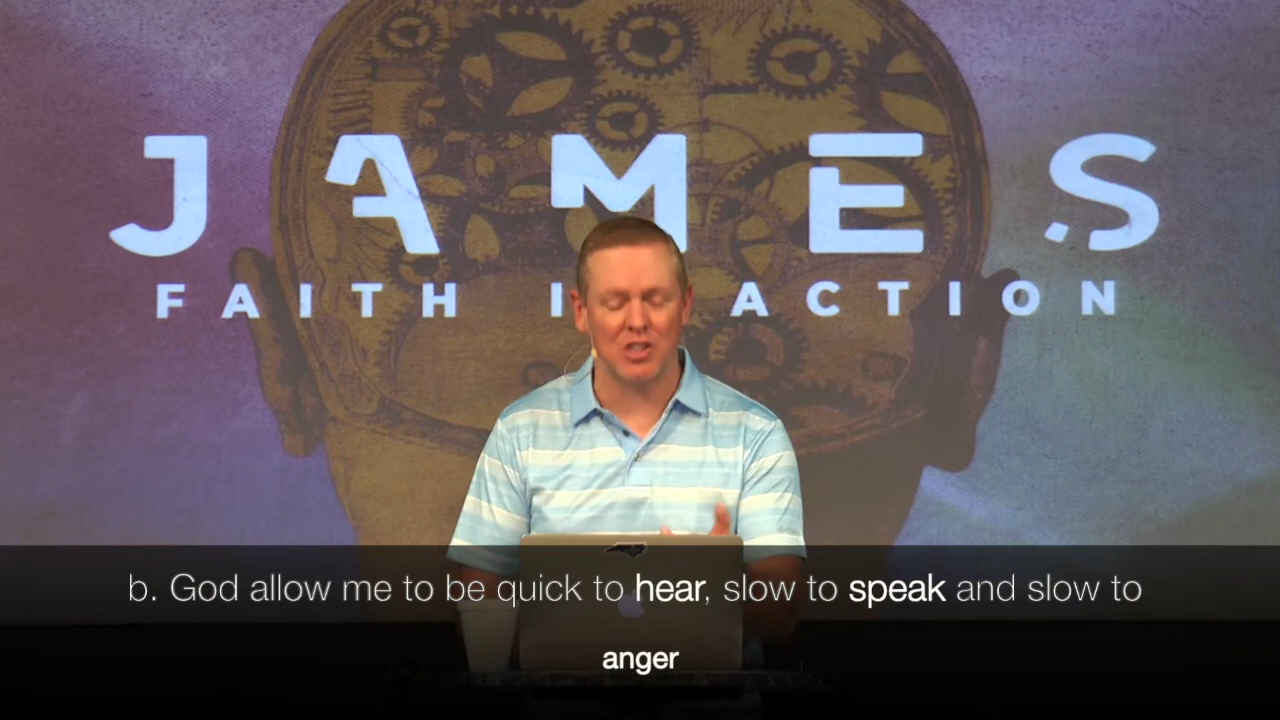 JAMES
FAITH I ACTION
b. God allow me to be quick to hear, slow to speak and slow to
anger